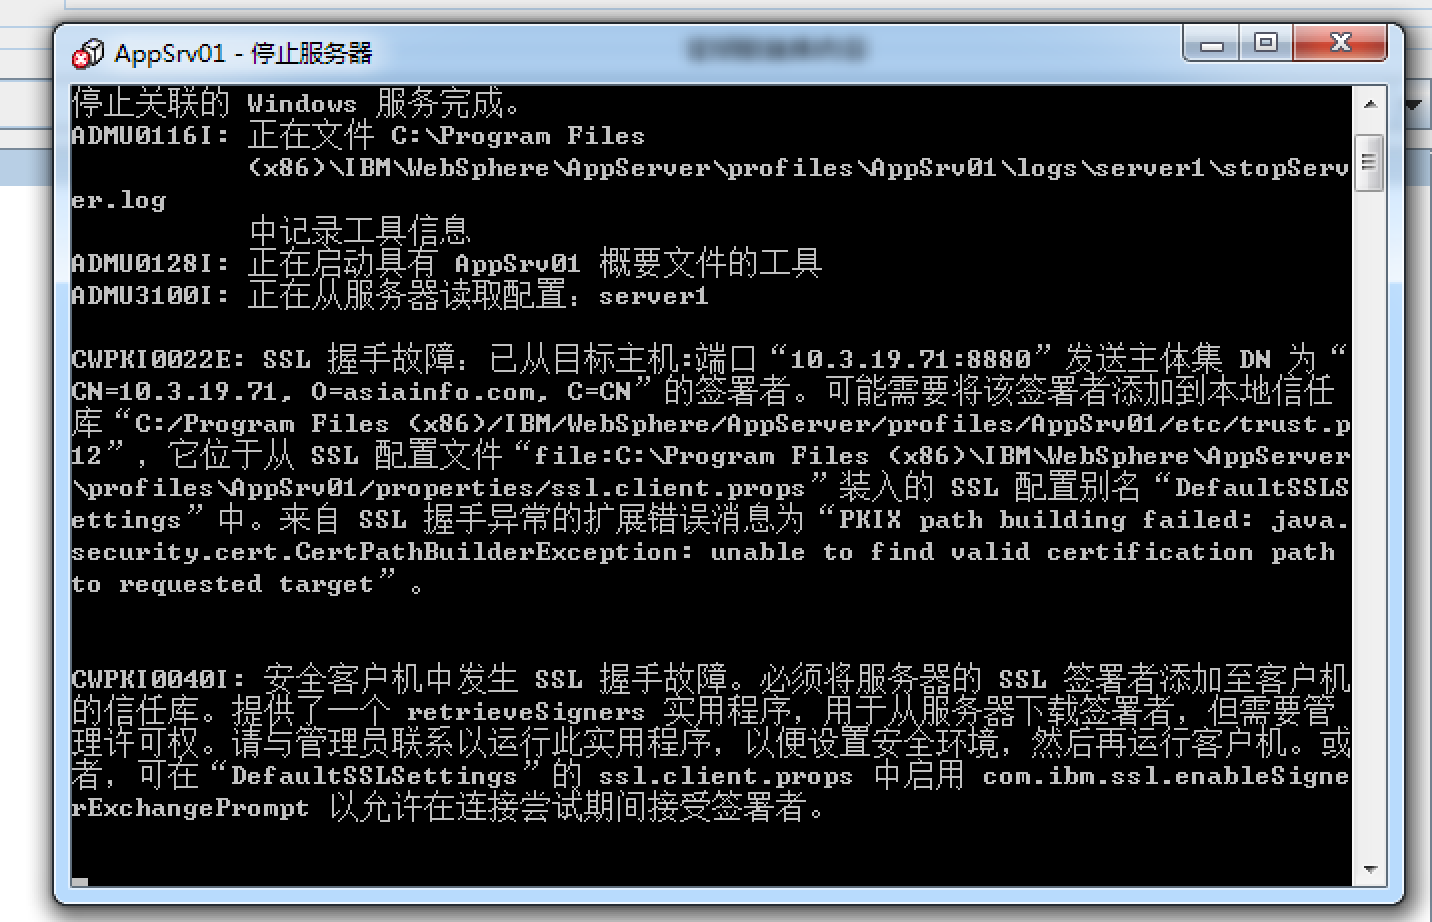 AppSrv01 - 停止服务器
停止关联的 Windows 服务完成。
ADMU0116I: 正在文件 C:\Program Files
(x86)\IBM\WebSphere\AppServer\profiles\AppSrv01\logs\server1\stopServ
er.log
中记录工具信息
ADMU0128I: 正在启动具有 AppSrv01 概要文件的工具
ADMU3100I: 正在从服务器读取配置：server1
CWPKI0022E: SSL 握手故障：已从目标主机:端口“10.3.19.71:8880”发送主体集 DN 为“
CN=10.3.19.71, O=asiainfo.com, C=CN”的签署者。可能需要将该签署者添加到本地信任
库“C:/Program Files (x86)/IBM/WebSphere/AppServer/profiles/AppSrv01/etc/trust.p
12”，它位于从 SSL 配置文件“file:C:\Program Files (x86)\IBM\WebSphere\AppServer
\profiles\AppSrv01/properties/ssl.client.props”装入的 SSL 配置别名“DefaultSSLS
ettings”中。来自 SSL 握手异常的扩展错误消息为“PKIX path building failed: java.
security.cert.CertPathBuilderException: unable to find valid certification path
to requested target”。
CWPKI0040I: 安全客户机中发生 SSL 握手故障。必须将服务器的 SSL 签署者添加至客户机
的信任库。提供了一个 retrieveSigners 实用程序，用于从服务器下载签署者，但需要管
理许可权。请与管理员联系以运行此实用程序，以便设置安全环境，然后再运行客户机。或
者，可在“DefaultSSLSettings”的 ssl.client.props 中启用 com.ibm.ssl.enableSigne
rExchangePrompt 以允许在连接尝试期间接受签署者。